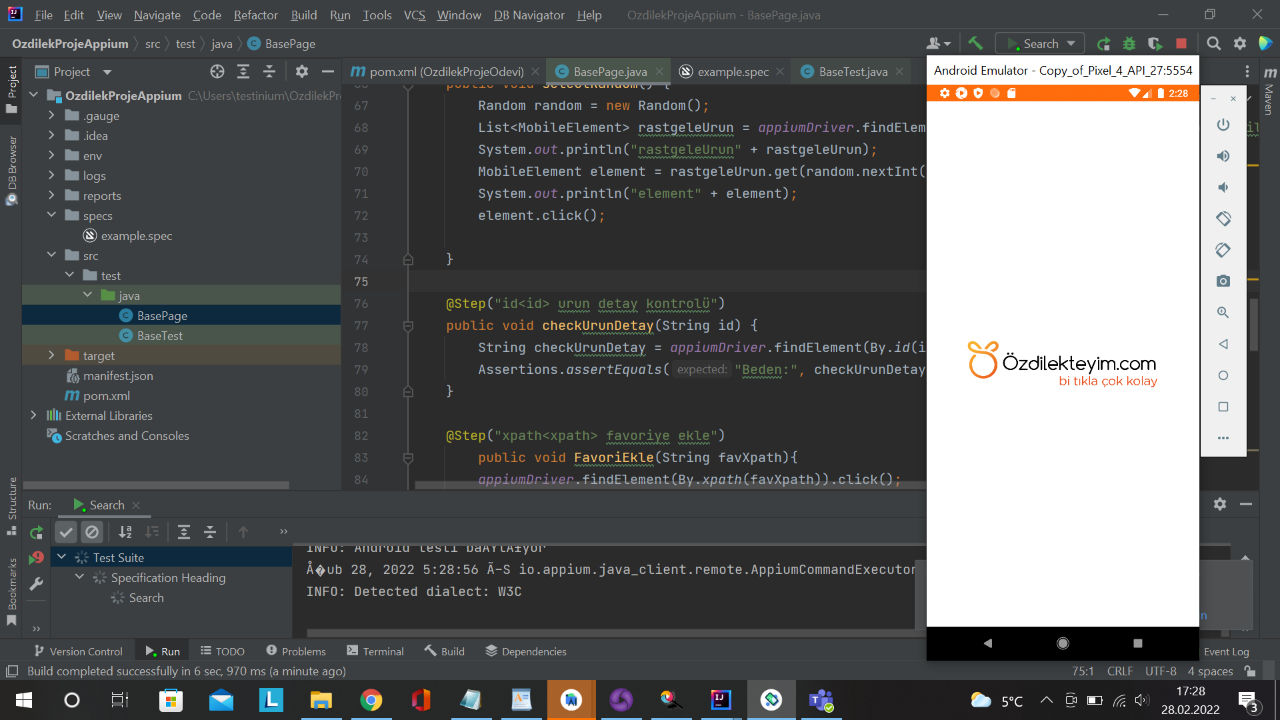 File Edit View Navigate Code Refactor Build Run Tools VCS Window DB Navigator Help OzdilekProjeAppium - BasePage.java
OzdilekProjeAppium src test java BasePage Search
Project
pom.xml (OzdilekProjeOdevi) BasePage.java example.spec BaseTest.java
OzdilekProjeAppium C:\Users\testinium\OzdilekPr
.gauge
.idea
env
logs
reports
specs
example.spec
src
test
java
BasePage
BaseTest
target
manifest.json
pom.xml
External Libraries
Scratches and Consoles
Project
DB Browser
Structure
Bookmarks
Maven
66 public void SelectRandom() {
67 Random random = new Random();
68 List<MobileElement> rastgeleUrun = appiumDriver.findElem
69 System.out.println("rastgeleUrun" + rastgeleUrun);
70 MobileElement element = rastgeleUrun.get(random.nextInt(
71 System.out.println("element" + element);
72 element.click();
73
74 }
75
76 @Step("id<id> urun detay kontrolü")
77 public void checkUrunDetay(String id) {
78 String checkUrunDetay = appiumDriver.findElement(By.id(i
79 Assertions.assertEquals( expected: "Beden:", checkUrunDetay
80 }
81
82 @Step("xpath<xpath> favoriye ekle")
83 public void FavoriEkle(String favXpath){
84 appiumDriver.findElement(By.xpath(favXpath)).click();
Android Emulator - Copy_of_Pixel_4_API_27:5554
2:28
Özdilekteyim.com
bi tıkla çok kolay
Run: Search
Test Suite
Specification Heading
Search
INFO: Android testi baÅŸlÄ±yor
28, 2022 5:28:56 Ã–S io.appium.java_client.remote.AppiumCommandExecutor
INFO: Detected dialect: W3C
Version Control Run TODO Problems Terminal Build Dependencies Event Log
Build completed successfully in 6 sec, 970 ms (a minute ago) 75:1 CRLF UTF-8 4 spaces
5°C
17:28
28.02.2022
3